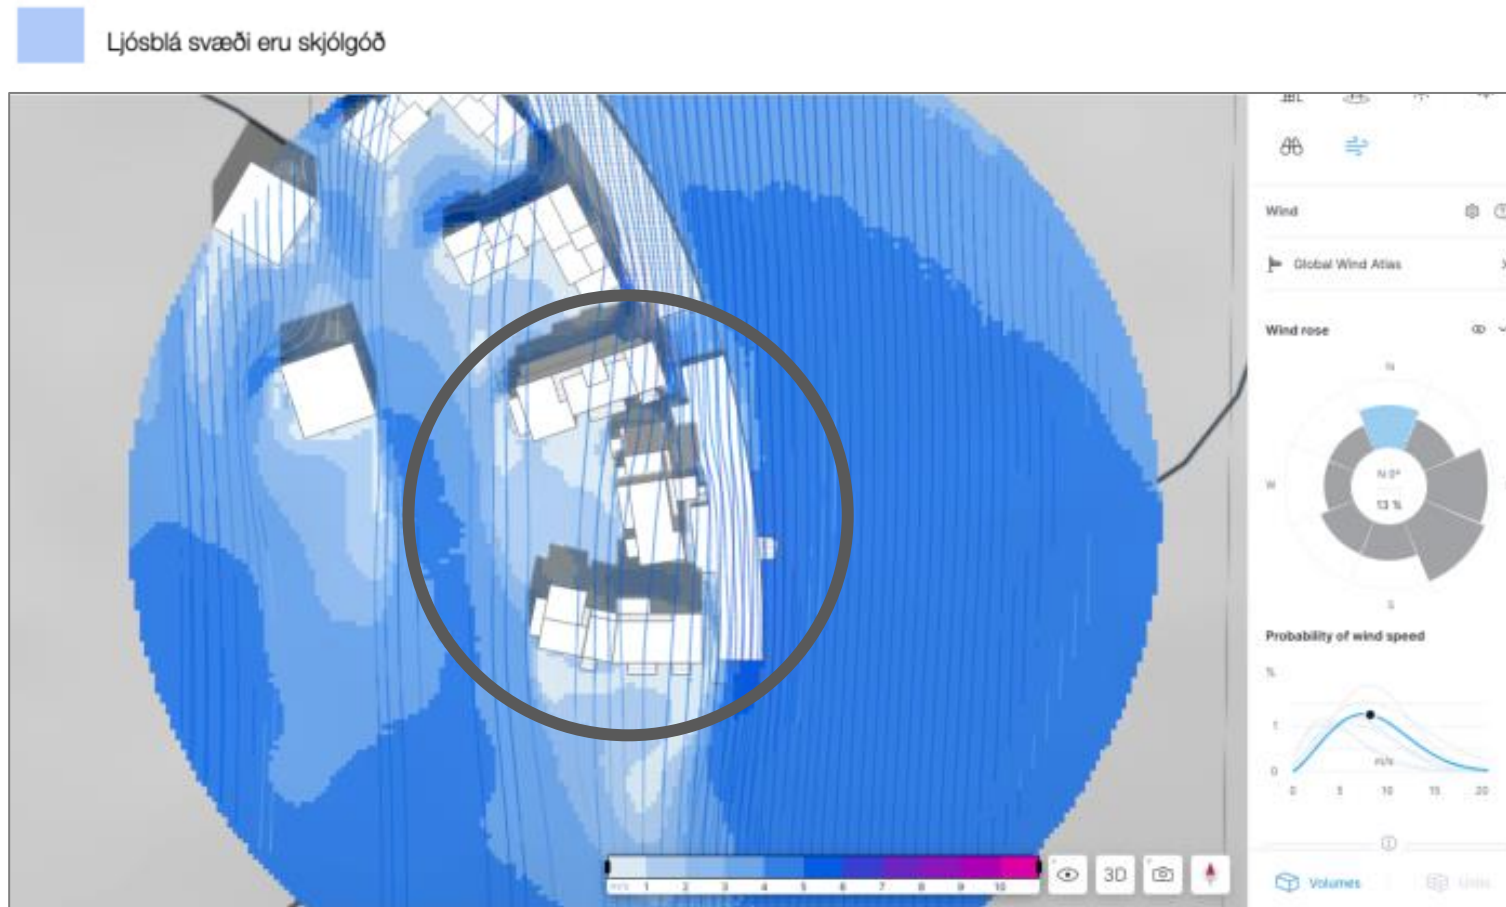 Ljósblá svæði eru skjólgóð
Wind
Global Wind Atlas
Wind rose
N
W
N 0°
13 %
S
Probability of wind speed
%
1
m/s
0
0 5 10 15 20
m/s 1 2 3 4 5 6 7 8 9 10
3D
Volumes
Units